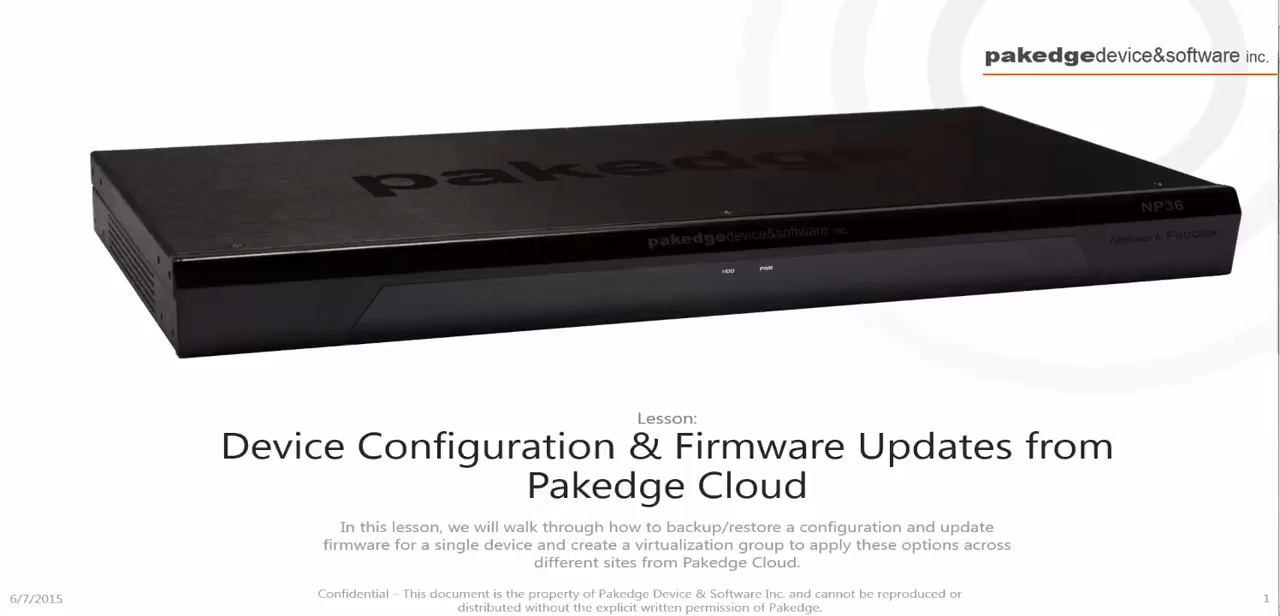 pakedgedevice&software inc.
pakedge
NP36
pakedgedevice&software inc.
Network Patroller
HDD PWR
Lesson:
Device Configuration & Firmware Updates from
Pakedge Cloud
In this lesson, we will walk through how to backup/restore a configuration and update
firmware for a single device and create a virtualization group to apply these options across
different sites from Pakedge Cloud.
6/7/2015
Confidential – This document is the property of Pakedge Device & Software Inc. and cannot be reproduced or
distributed without the explicit written permission of Pakedge.
1